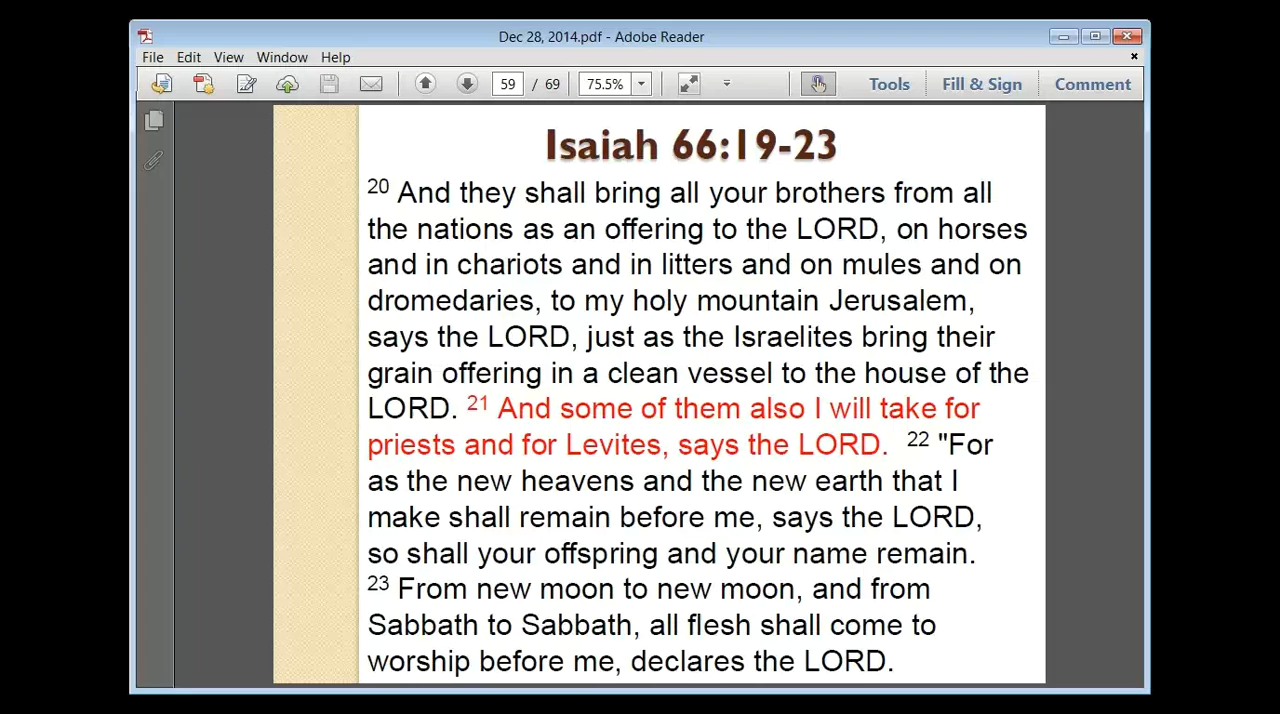 Dec 28, 2014.pdf - Adobe Reader
File Edit View Window Help
59 / 69 75.5% Tools Fill & Sign Comment
Isaiah 66:19-23
20 And they shall bring all your brothers from all
the nations as an offering to the LORD, on horses
and in chariots and in litters and on mules and on
dromedaries, to my holy mountain Jerusalem,
says the LORD, just as the Israelites bring their
grain offering in a clean vessel to the house of the
LORD. 21 And some of them also I will take for
priests and for Levites, says the LORD. 22 "For
as the new heavens and the new earth that I
make shall remain before me, says the LORD,
so shall your offspring and your name remain.
23 From new moon to new moon, and from
Sabbath to Sabbath, all flesh shall come to
worship before me, declares the LORD.